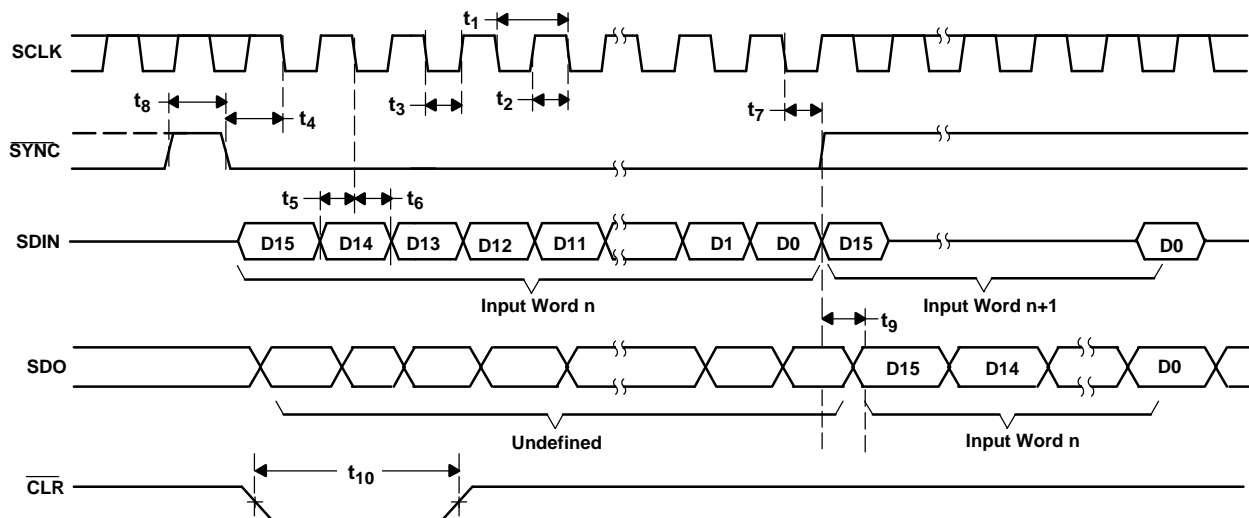 t1
SCLK
t8
t4
t3
t2
t7
SYNC
t5
t6
SDIN
D15
D14
D13
D12
D11
D1
D0
D15
D0
Input Word n
Input Word n+1
t9
SDO
D15
D14
D0
Undefined
Input Word n
t10
CLR